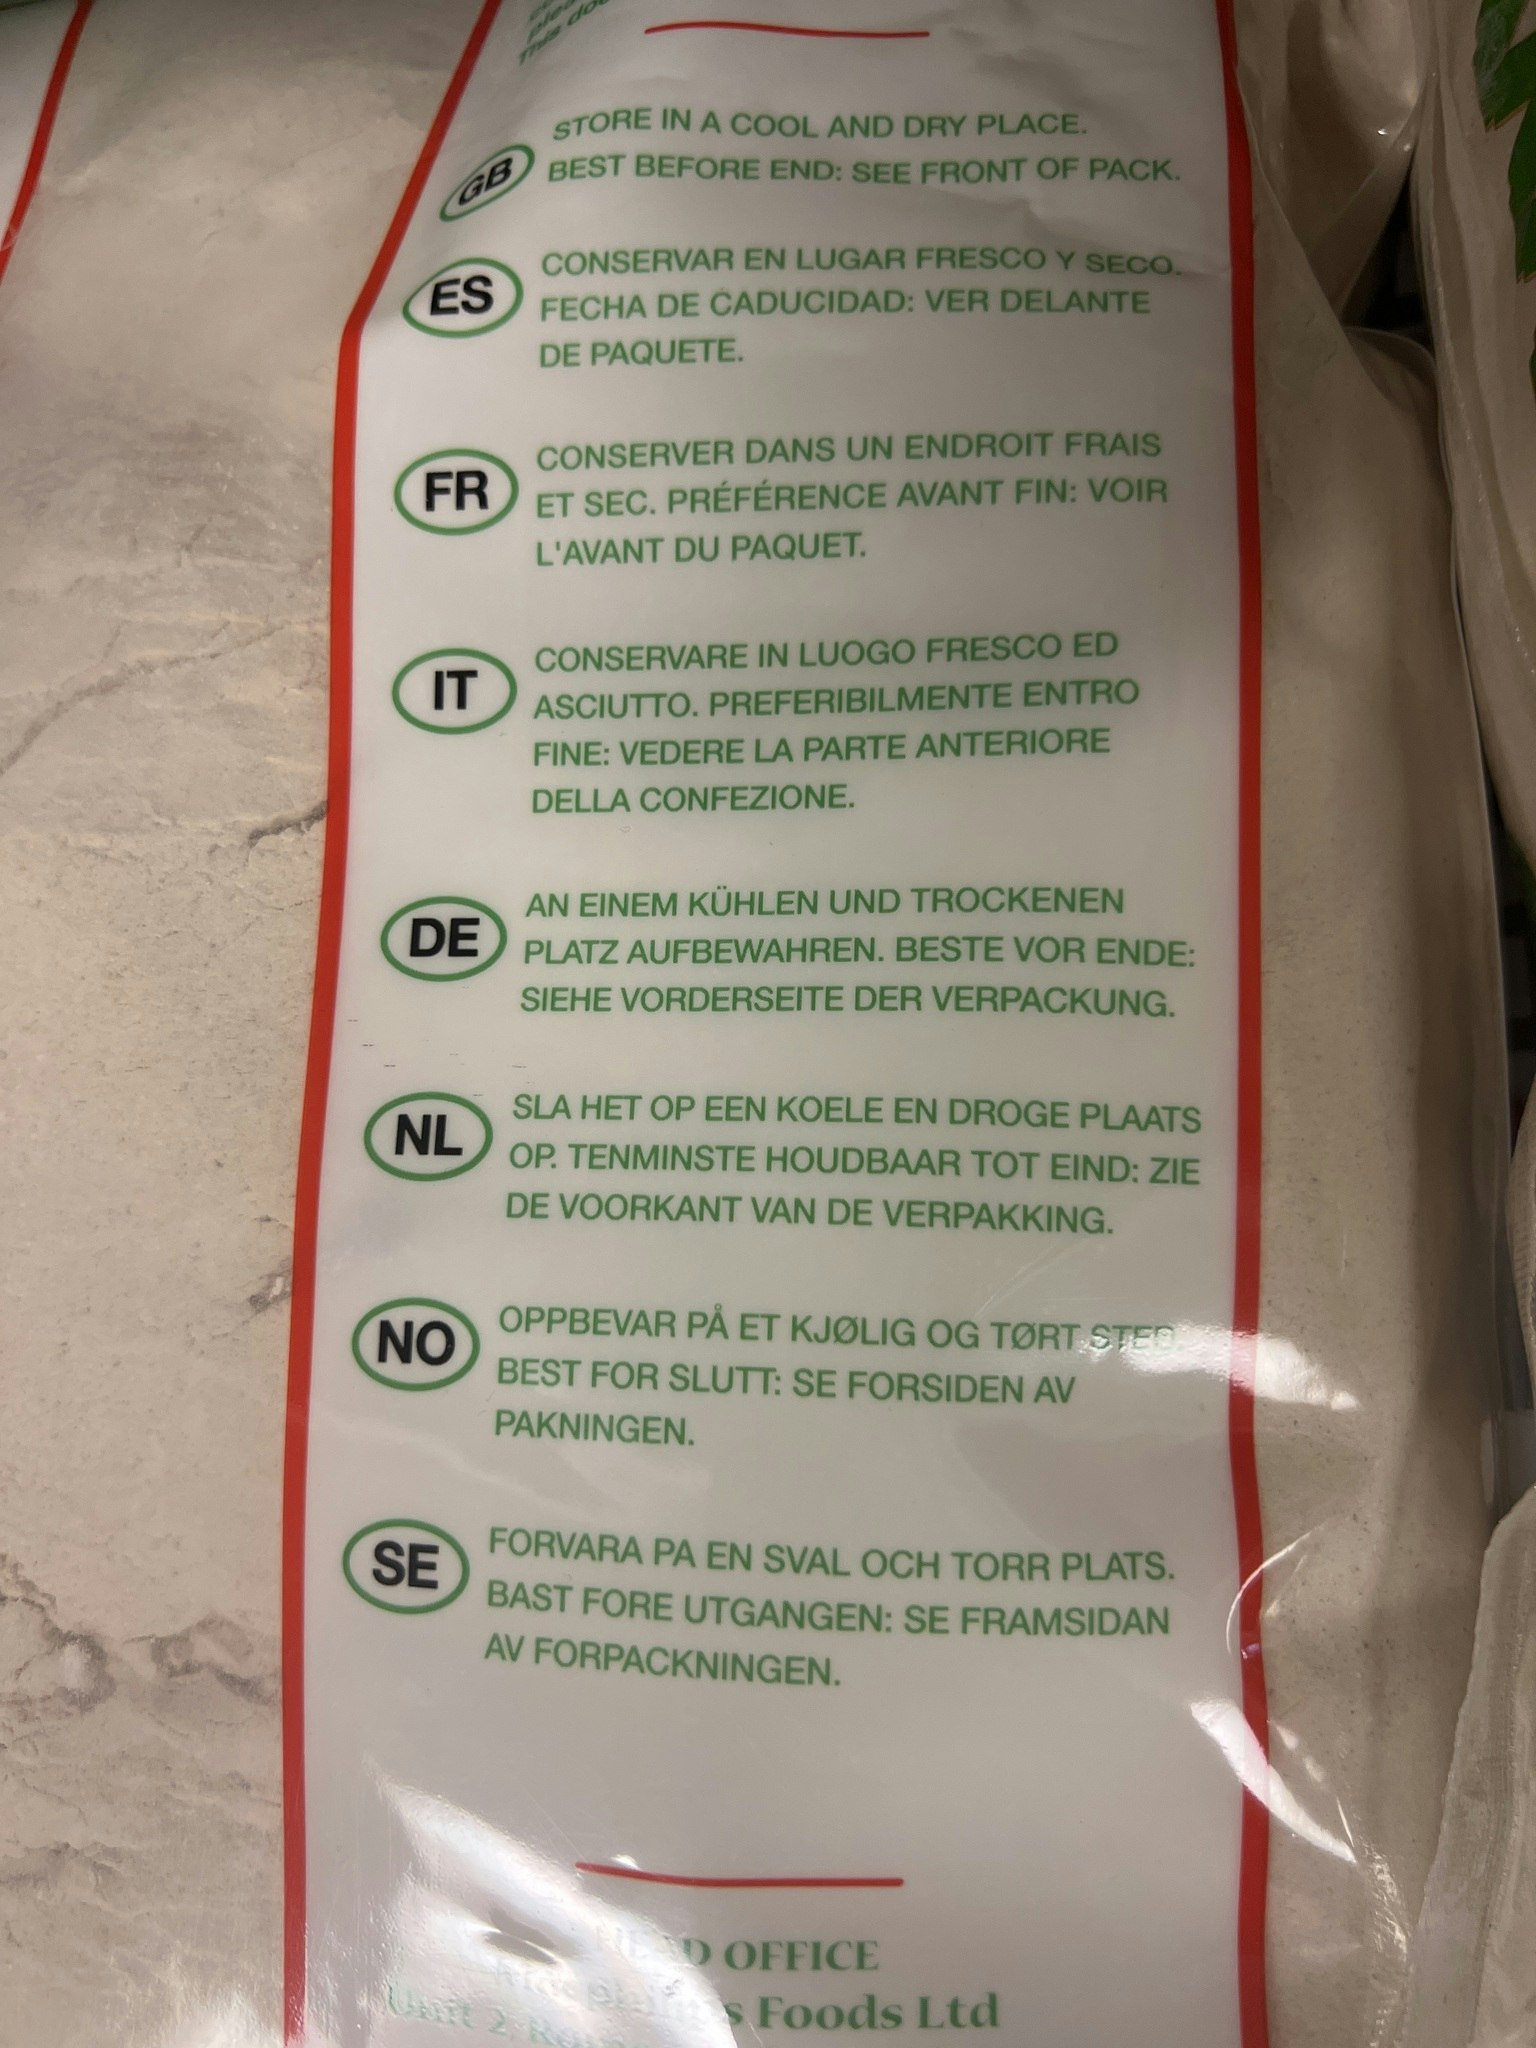 STORE IN A COOL AND DRY PLACE.
GB
BEST BEFORE END: SEE FRONT OF PACK.
ES
CONSERVAR EN LUGAR FRESCO Y SECO.
FECHA DE CADUCIDAD: VER DELANTE
DE PAQUETE.
FR
CONSERVER DANS UN ENDROIT FRAIS
ET SEC. PRÉFÉRENCE AVANT FIN: VOIR
L'AVANT DU PAQUET.
IT
CONSERVARE IN LUOGO FRESCO ED
ASCIUTTO. PREFERIBILMENTE ENTRO
FINE: VEDERE LA PARTE ANTERIORE
DELLA CONFEZIONE.
DE
AN EINEM KÜHLEN UND TROCKENEN
PLATZ AUFBEWAHREN. BESTE VOR ENDE:
SIEHE VORDERSEITE DER VERPACKUNG.
NL
SLA HET OP EEN KOELE EN DROGE PLAATS
OP. TENMINSTE HOUDBAAR TOT EIND: ZIE
DE VOORKANT VAN DE VERPAKKING.
NO
OPPBEVAR PÅ ET KJØLIG OG TØRT STED.
BEST FOR SLUTT: SE FORSIDEN AV
PAKNINGEN.
SE
FORVARA PA EN SVAL OCH TORR PLATS.
BAST FORE UTGANGEN: SE FRAMSIDAN
AV FORPACKNINGEN.
HEAD OFFICE
Foods Ltd
Unit 2,